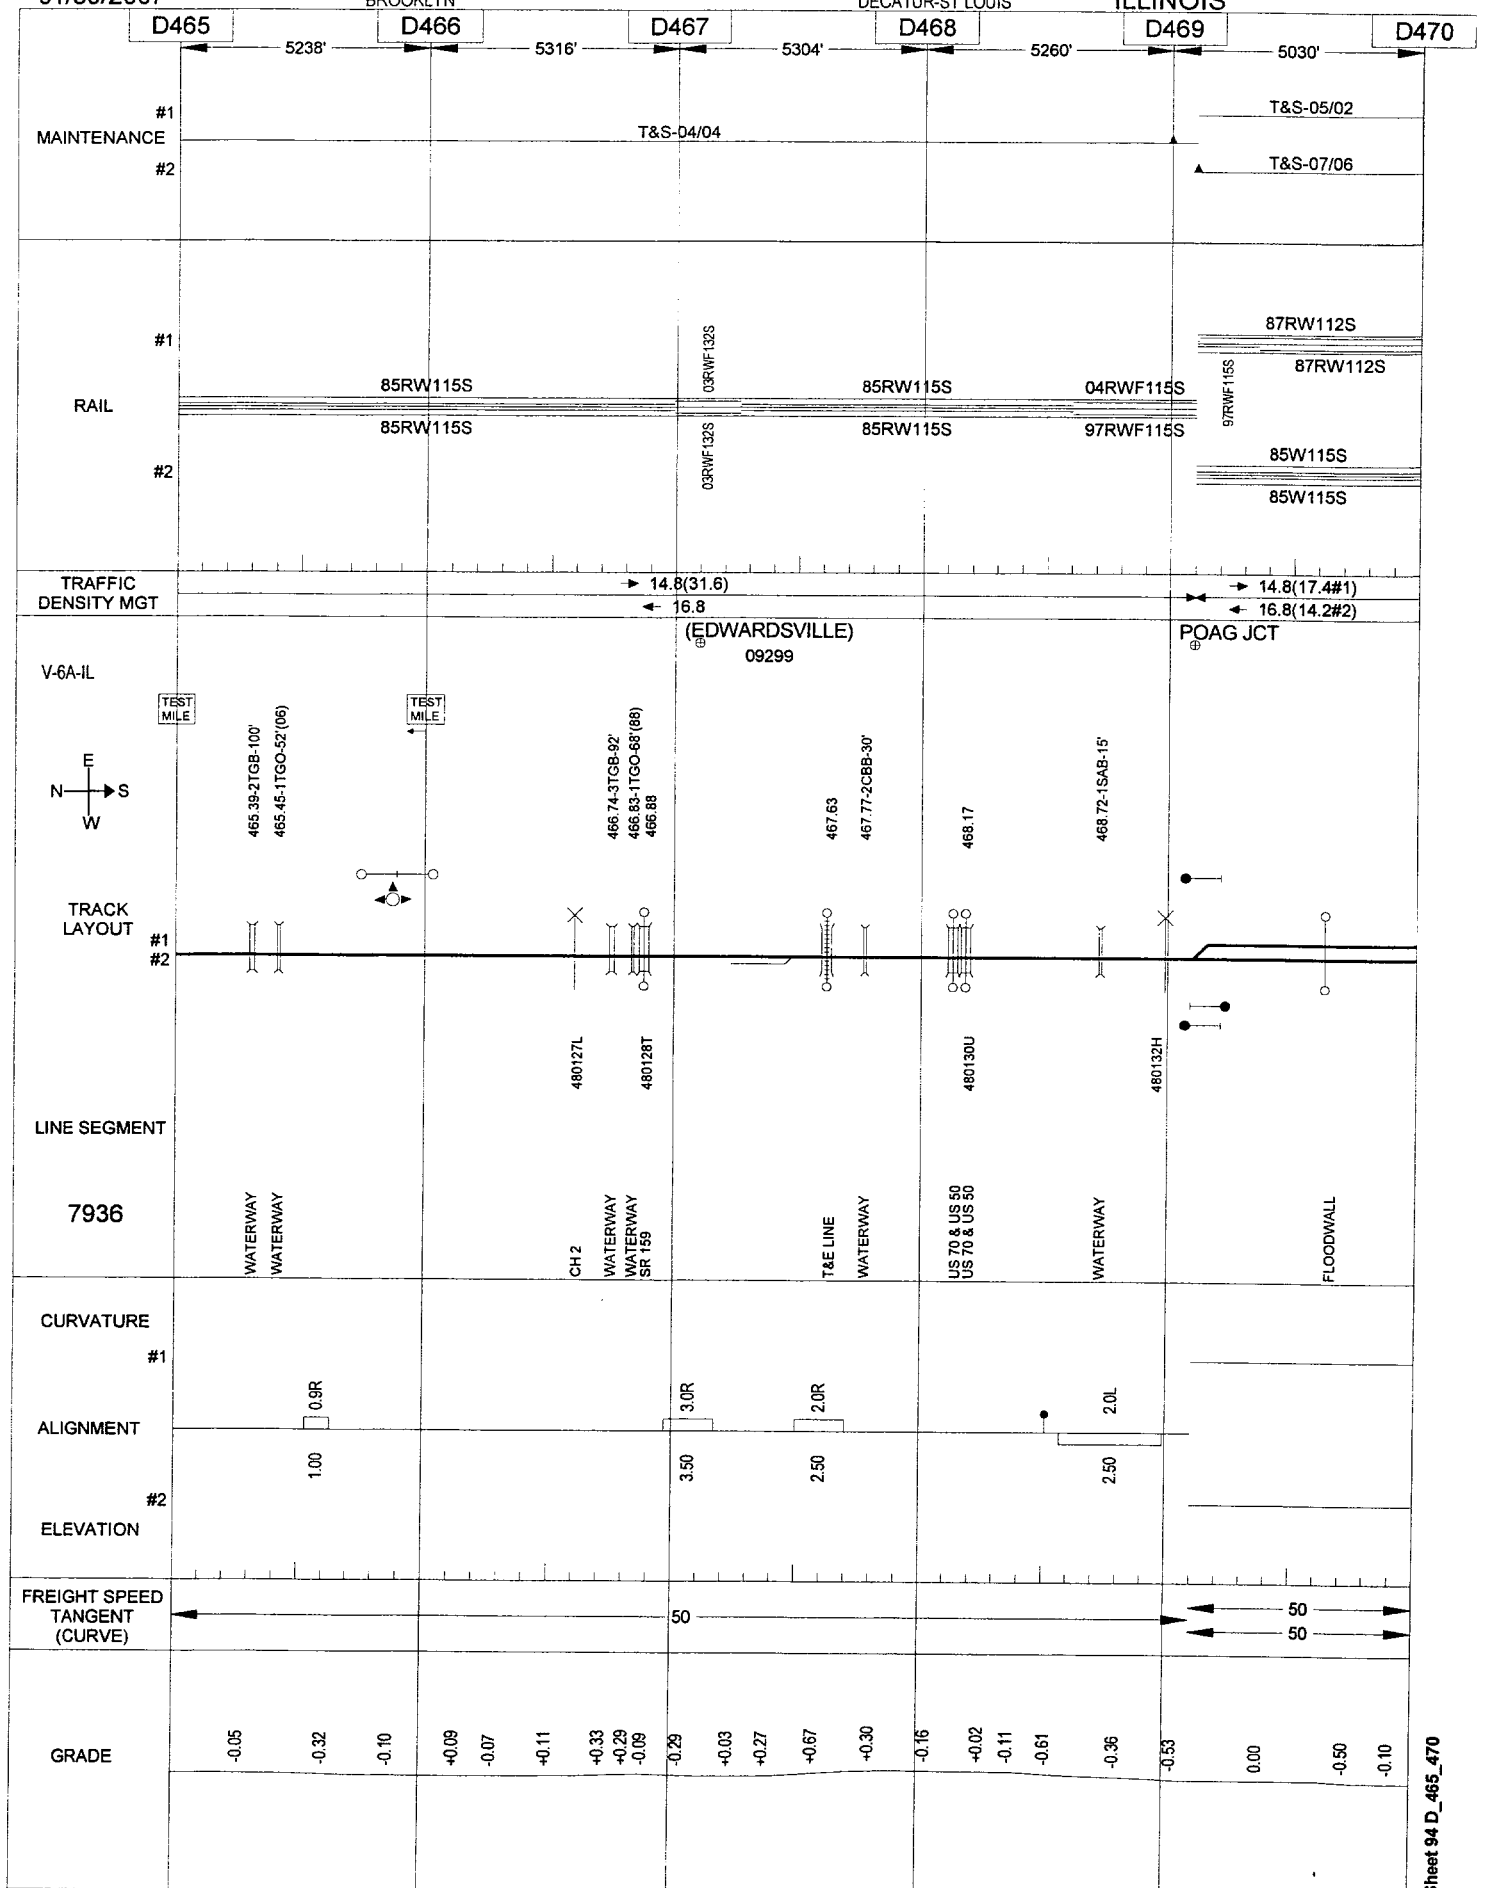 BROOKLYN DECATUR-ST LOUIS ILLINOIS
D465 D466 D467 D468 D469 D470
5238' 5316' 5304' 5260' 5030'
#1 T&S-05/02
MAINTENANCE T&S-04/04
#2 T&S-07/06
#1 03RWF132S 87RW112S
87RW112S
97RWF115S
85RW115S 85RW115S 04RWF115S
RAIL
85RW115S 85RW115S 97RWF115S
#2 03RWF132S 85W115S
85W115S
TRAFFIC
DENSITY MGT
14.8(31.6) 14.8(17.4#1)
16.8 16.8(14.2#2)
(EDWARDSVILLE) POAG JCT
09299
V-6A-IL
TEST
MILE
TEST
MILE
E
N S
W
465.39-2TGB-100'
465.45-1TGO-52'(06)
466.74-3TGB-92'
466.83-1TGO-68'(88)
466.88
467.63
467.77-2CBB-30'
468.17
468.72-1SAB-15'
TRACK
LAYOUT
#1
#2
480127L
480128T
480130U
480132H
LINE SEGMENT
7936
WATERWAY
WATERWAY
CH 2
WATERWAY
WATERWAY
SR 159
T&E LINE
WATERWAY
US 70 & US 50
US 70 & US 50
WATERWAY
FLOODWALL
CURVATURE
#1
0.9R 3.0R 2.0R 2.0L
ALIGNMENT
1.00 3.50 2.50 2.50
#2
ELEVATION
FREIGHT SPEED
TANGENT
(CURVE)
50 50
50
GRADE
-0.05
-0.32
-0.10
+0.09
-0.07
+0.11
+0.33
+0.29
-0.09
-0.29
+0.03
+0.27
+0.67
+0.30
-0.16
+0.02
-0.11
-0.61
-0.36
-0.53
0.00
-0.50
-0.10
Sheet 94 D_465_470